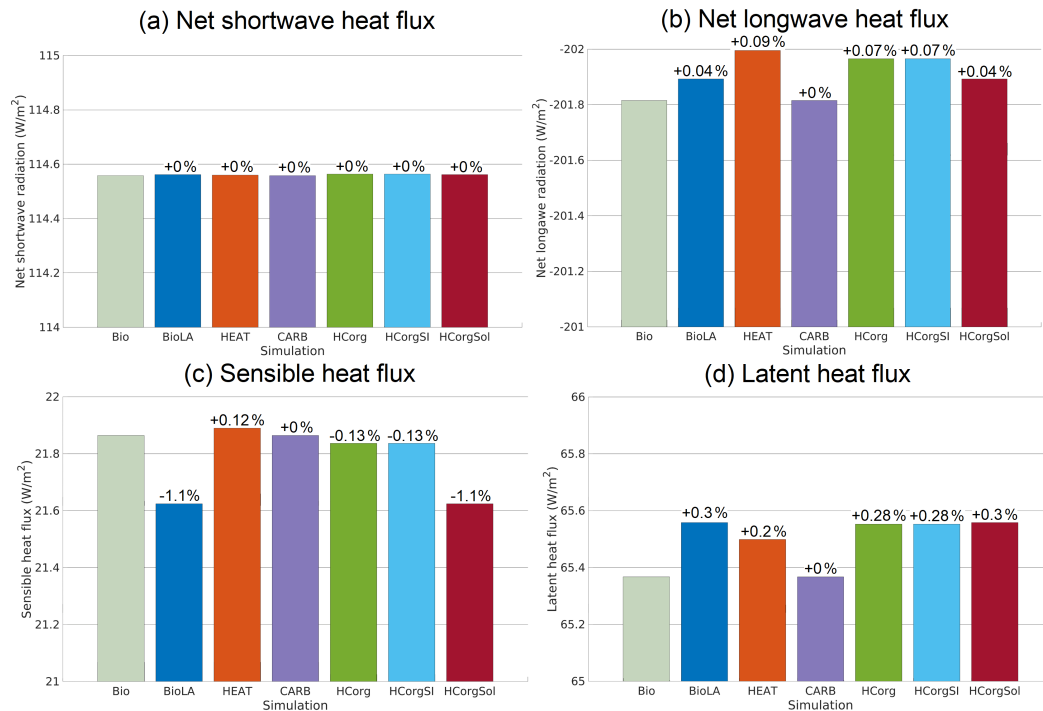 (a) Net shortwave heat flux
115
114.8
114.6
114.4
114.2
114
Net shortwave radiation (W/m²)
+0%
+0%
+0%
+0%
+0%
+0%
Bio
BioLA
HEAT
CARB
HCorg
HCorgSI
HCorgSol
Simulation
(b) Net longwave heat flux
-202
-201.8
-201.6
-201.4
-201.2
-201
Net longawe radiation (W/m²)
+0.04%
+0.09%
+0%
+0.07%
+0.07%
+0.04%
Bio
BioLA
HEAT
CARB
HCorg
HCorgSI
HCorgSol
Simulation
(c) Sensible heat flux
22
21.8
21.6
21.4
21.2
21
Sensible heat flux (W/m²)
-1.1%
+0.12%
+0%
-0.13%
-0.13%
-1.1%
Bio
BioLA
HEAT
CARB
HCorg
HCorgSI
HCorgSol
Simulation
(d) Latent heat flux
66
65.8
65.6
65.4
65.2
65
Latent heat flux (W/m²)
+0.3%
+0.2%
+0%
+0.28%
+0.28%
+0.3%
Bio
BioLA
HEAT
CARB
HCorg
HCorgSI
HCorgSol
Simulation